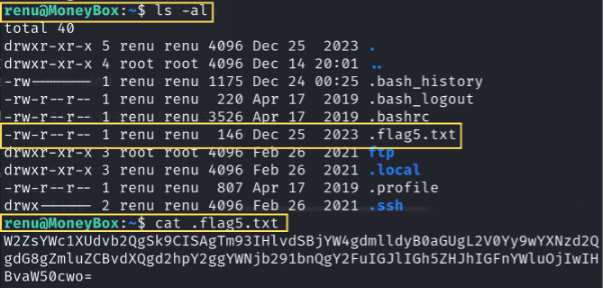 renu@MoneyBox:~$ ls -al
total 40
drwxr-xr-x 5 renu renu 4096 Dec 25  2023 .
drwxr-xr-x 4 root root 4096 Dec 14 20:01 ..
-rw------- 1 renu renu 1175 Dec 24 00:25 .bash_history
-rw-r--r-- 1 renu renu  220 Apr 17  2019 .bash_logout
-rw-r--r-- 1 renu renu 3526 Apr 17  2019 .bashrc
-rw-r--r-- 1 renu renu  146 Dec 25  2023 .flag5.txt
drwxr-xr-x 3 root root 4096 Feb 26  2021 ftp
drwxr-xr-x 3 renu renu 4096 Feb 26  2021 .local
-rw-r--r-- 1 renu renu  807 Apr 17  2019 .profile
drwx------ 2 renu renu 4096 Feb 26  2021 .ssh
renu@MoneyBox:~$ cat .flag5.txt
W2ZsYWc1XUdvb2QgSk9CISAgTm93IHlvdSBjYW4gdmlldyB0aGUgL2V0Yy9wYXNzd2Q
gdG8gZmluZCBvdXQgd2hpY2ggYWNjb291bnQgY2FuIGJlIGh5ZHJhIGFnYWluOjIwIH
BvaW50cwo=